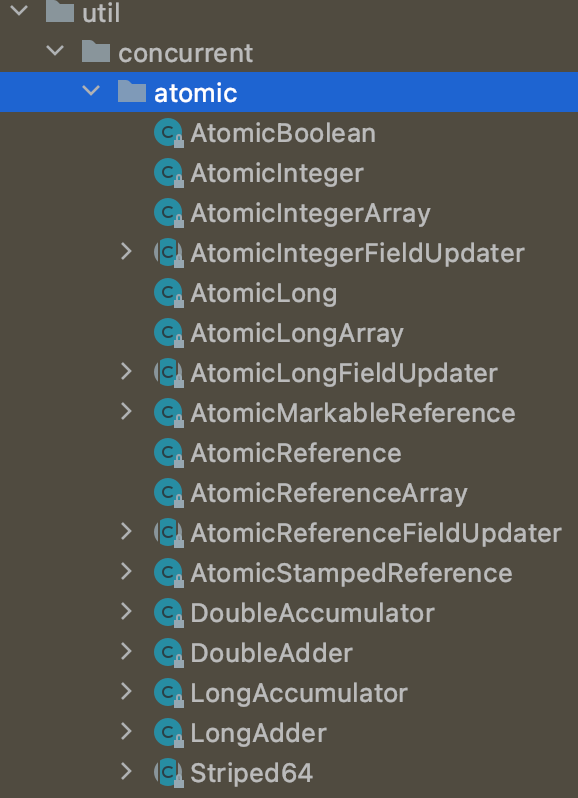 util
concurrent
atomic
AtomicBoolean
AtomicInteger
AtomicIntegerArray
AtomicIntegerFieldUpdater
AtomicLong
AtomicLongArray
AtomicLongFieldUpdater
AtomicMarkableReference
AtomicReference
AtomicReferenceArray
AtomicReferenceFieldUpdater
AtomicStampedReference
DoubleAccumulator
DoubleAdder
LongAccumulator
LongAdder
Striped64